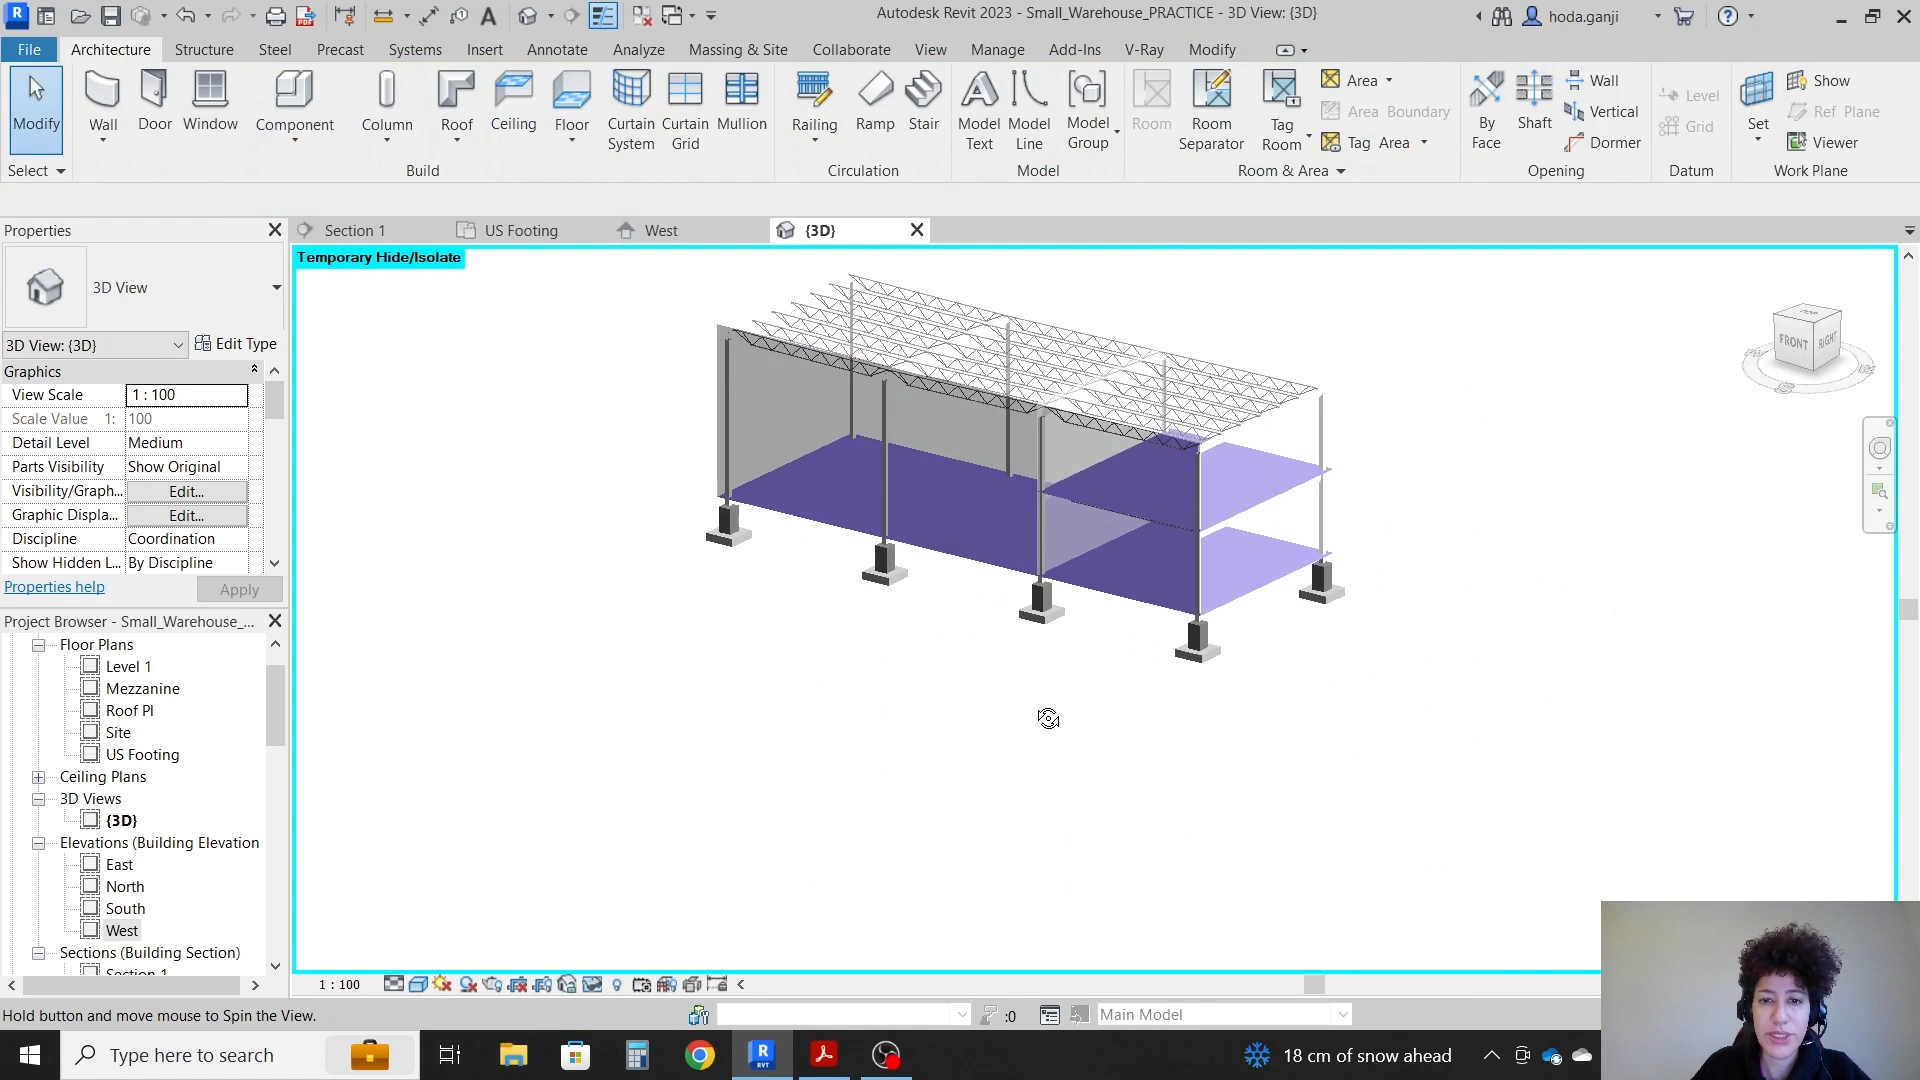 Autodesk Revit 2023 - Small_Warehouse_PRACTICE - 3D View: {3D}
hoda.ganji
File
Architecture
Structure
Steel
Precast
Systems
Insert
Annotate
Analyze
Massing & Site
Collaborate
View
Manage
Add-Ins
V-Ray
Modify
Modify
Wall
Door
Window
Component
Column
Roof
Ceiling
Floor
Curtain
System
Curtain
Grid
Mullion
Railing
Ramp
Stair
Model
Text
Model
Line
Model
Group
Room
Room
Separator
Tag
Room
Area
Area Boundary
Tag Area
By
Face
Shaft
Wall
Vertical
Dormer
Level
Grid
Set
Show
Ref Plane
Viewer
Select
Build
Circulation
Model
Room & Area
Opening
Datum
Work Plane
Properties
Section 1
US Footing
West
{3D}
3D View
3D View: {3D}
Edit Type
Graphics
View Scale
1 : 100
Scale Value 1:
100
Detail Level
Medium
Parts Visibility
Show Original
Visibility/Graph...
Edit...
Graphic Displa...
Edit...
Discipline
Coordination
Show Hidden L...
By Discipline
Properties help
Apply
Project Browser - Small_Warehouse_...
Floor Plans
Level 1
Mezzanine
Roof Pl
Site
US Footing
Ceiling Plans
3D Views
{3D}
Elevations (Building Elevation
East
North
South
West
Sections (Building Section)
Section 1
Temporary Hide/Isolate
FRONT
RIGHT
1 : 100
Hold button and move mouse to Spin the View.
:0
Main Model
Type here to search
18 cm of snow ahead